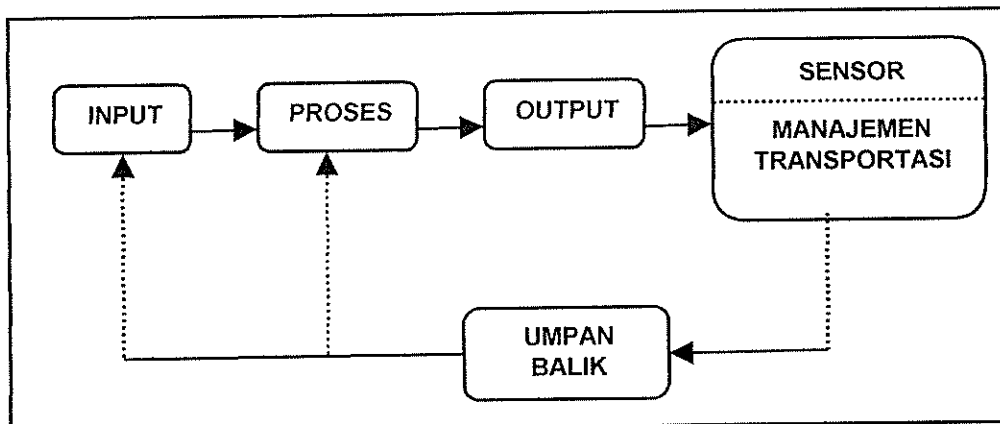 INPUT
PROSES
OUTPUT
SENSOR
MANAJEMEN
TRANSPORTASI
UMPAN
BALIK